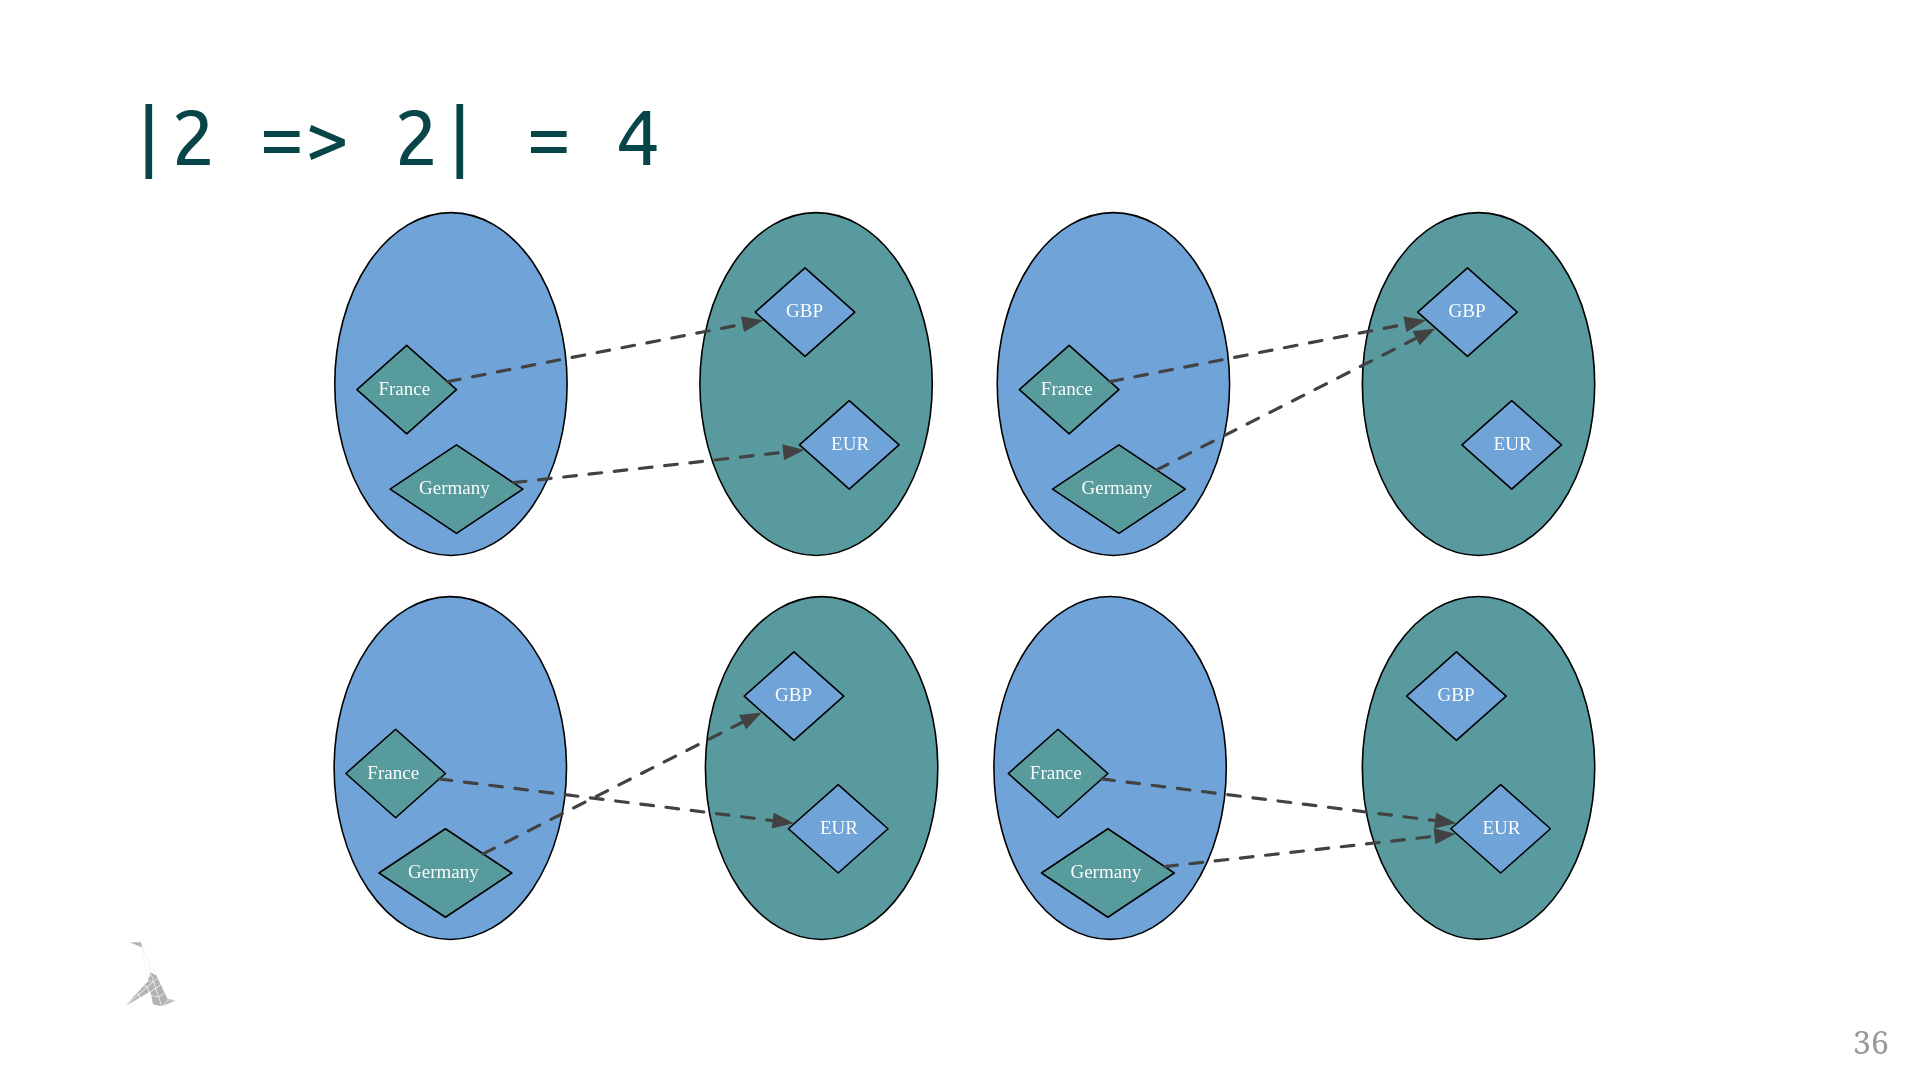 |2 => 2| = 4
GBP
France
EUR
Germany
GBP
France
EUR
Germany
GBP
France
EUR
Germany
GBP
France
EUR
Germany
36